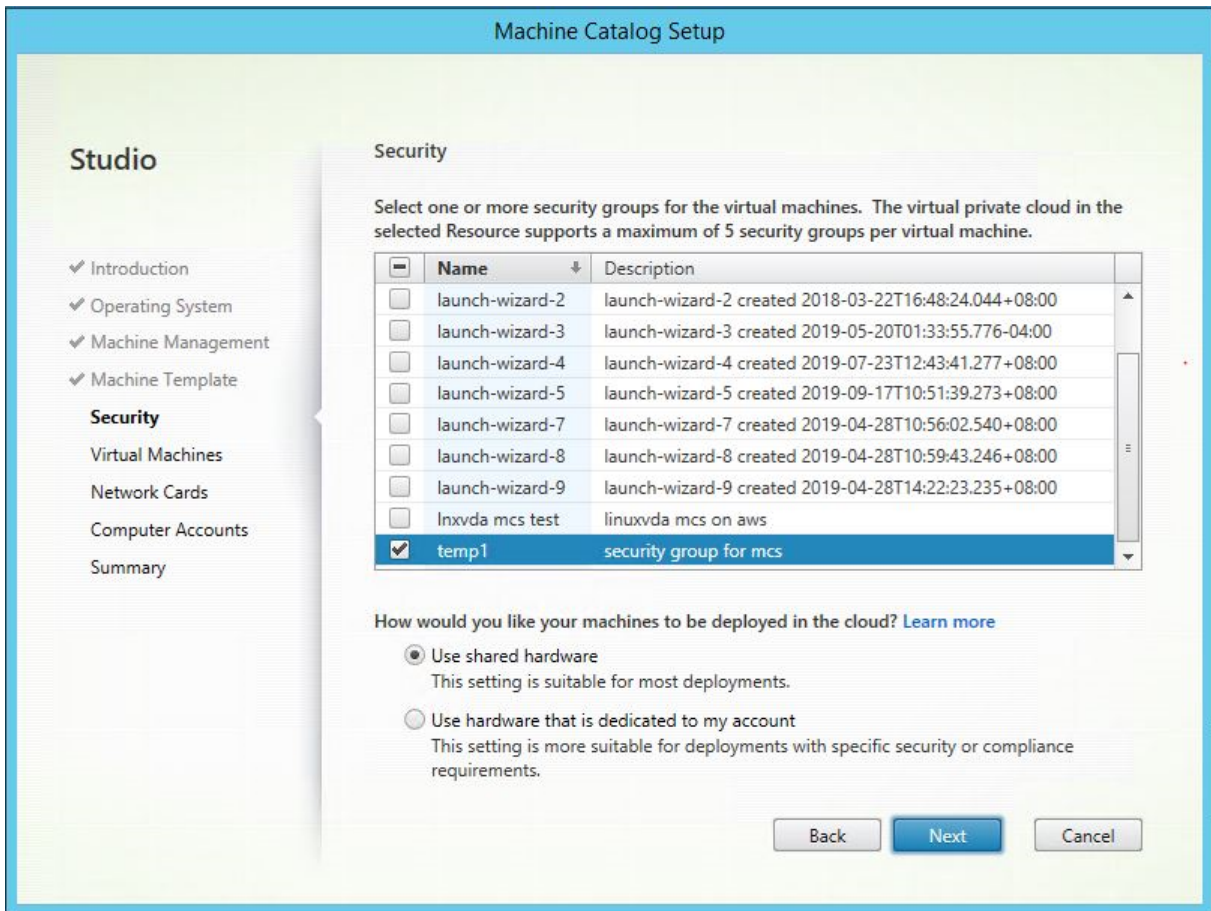 Machine Catalog Setup
Studio
Introduction
Operating System
Machine Management
Machine Template
Security
Virtual Machines
Network Cards
Computer Accounts
Summary
Security
Select one or more security groups for the virtual machines. The virtual private cloud in the
selected Resource supports a maximum of 5 security groups per virtual machine.
Name Description
launch-wizard-2 launch-wizard-2 created 2018-03-22T16:48:24.044+08:00
launch-wizard-3 launch-wizard-3 created 2019-05-20T01:33:55.776-04:00
launch-wizard-4 launch-wizard-4 created 2019-07-23T12:43:41.277+08:00
launch-wizard-5 launch-wizard-5 created 2019-09-17T10:51:39.273+08:00
launch-wizard-7 launch-wizard-7 created 2019-04-28T10:56:02.540+08:00
launch-wizard-8 launch-wizard-8 created 2019-04-28T10:59:43.246+08:00
launch-wizard-9 launch-wizard-9 created 2019-04-28T14:22:23.235+08:00
lnxvda mcs test linuxvda mcs on aws
temp1 security group for mcs
How would you like your machines to be deployed in the cloud? Learn more
Use shared hardware
This setting is suitable for most deployments.
Use hardware that is dedicated to my account
This setting is more suitable for deployments with specific security or compliance
requirements.
Back Next Cancel